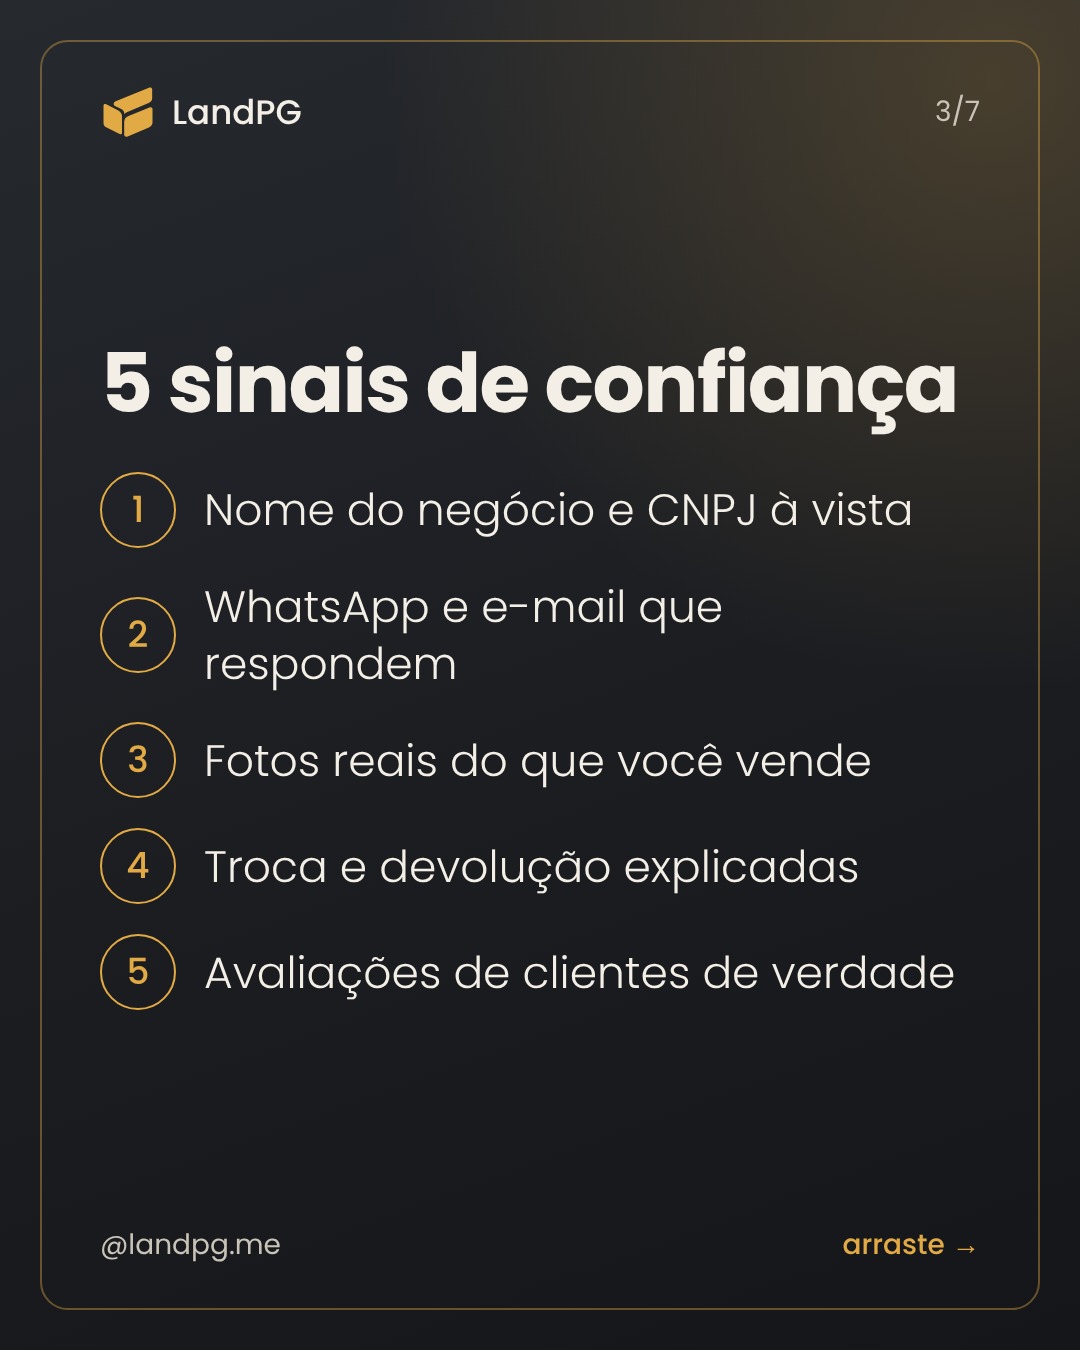 LandPG
3/7
5 sinais de confiança
1 Nome do negócio e CNPJ à vista
2 WhatsApp e e-mail que
respondem
3 Fotos reais do que você vende
4 Troca e devolução explicadas
5 Avaliações de clientes de verdade
@landpg.me
arraste →